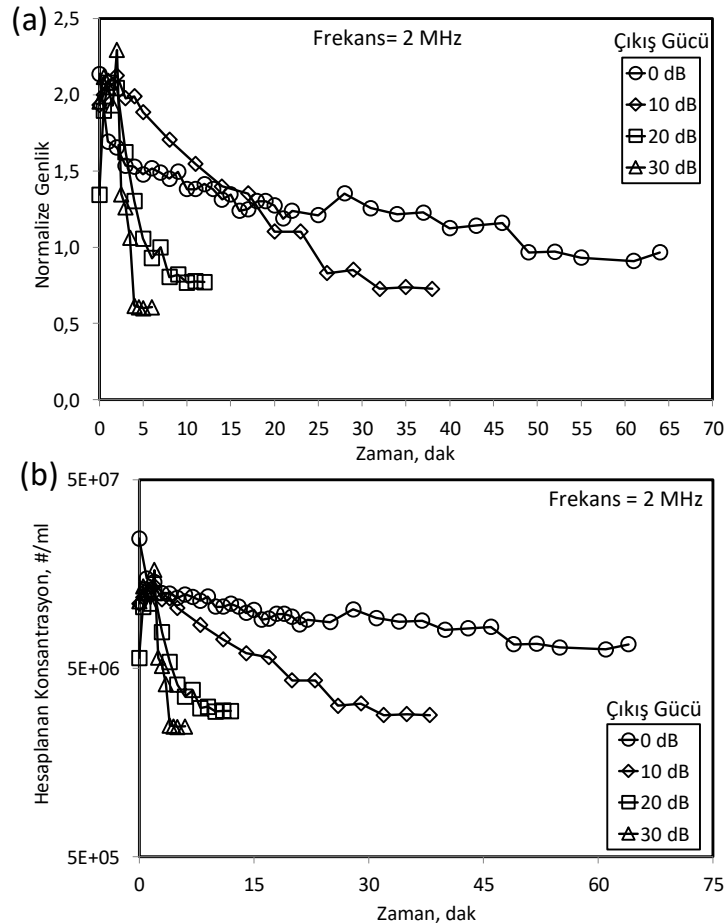 (a)
Frekans= 2 MHz
Çıkış Gücü
0 dB
10 dB
20 dB
30 dB
Normalize Genlik
2,5
2,0
1,5
1,0
0,5
0,0
0 5 10 15 20 25 30 35 40 45 50 55 60 65 70
Zaman, dak
(b)
Frekans = 2 MHz
Çıkış Gücü
0 dB
10 dB
20 dB
30 dB
Hesaplanan Konsantrasyon, #/ml
5E+07
5E+06
5E+05
0 15 30 45 60 75
Zaman, dak